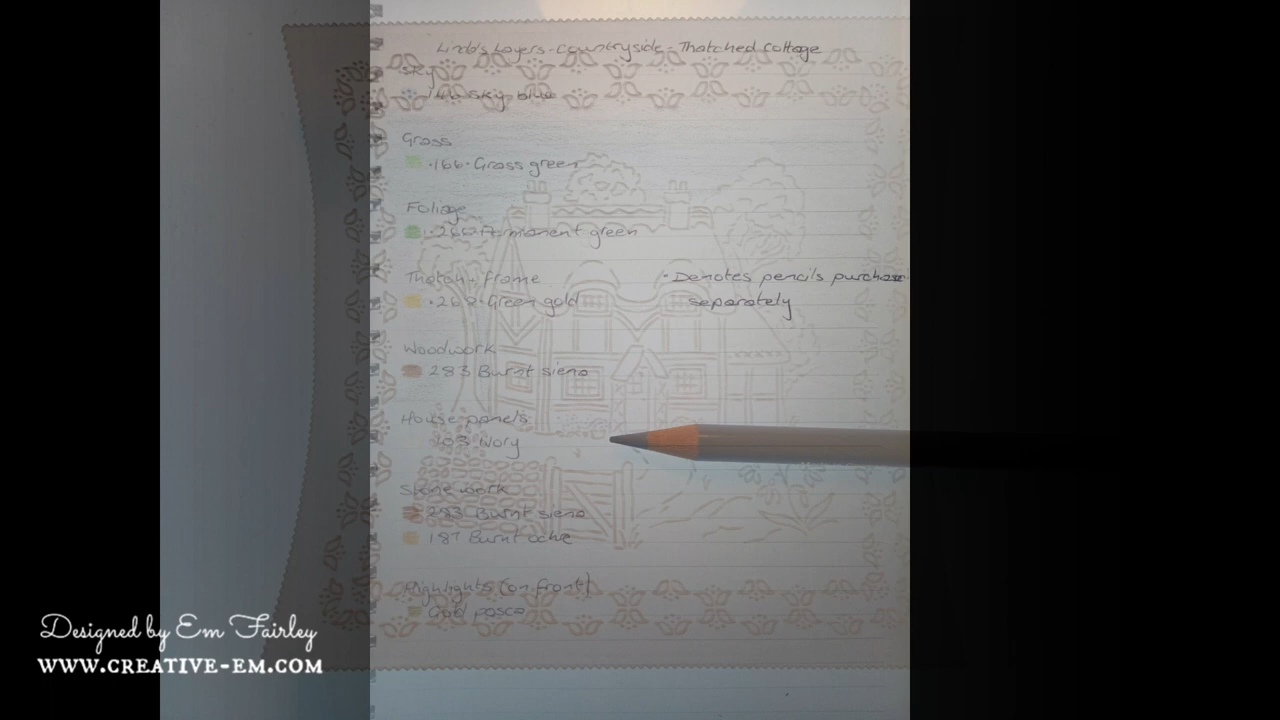 Linda's Layers - Countryside - Thatched Cottage
Sky
sky blue
Grass
·166· Grass green
Foliage
·266· Permanent green
Thatch + frame
·268· Green gold
· Denotes pencils purchase
separately
Woodwork
283 Burnt siena
House panels
103 Ivory
Stone work
283 Burnt siena
187 Burnt ochre
Highlights (on front)
Gold posca
Designed by Em Fairley
WWW.CREATIVE-EM.COM